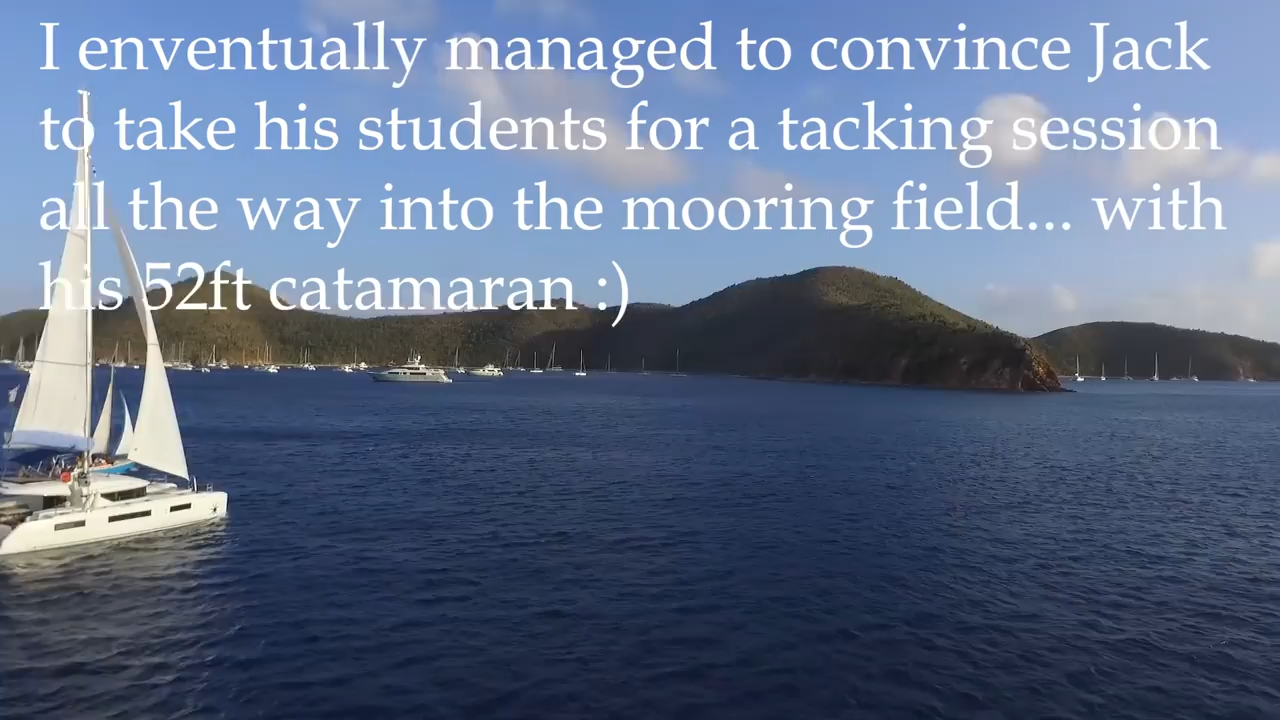 I enventually managed to convince Jack
to take his students for a tacking session
all the way into the mooring field... with
his 52ft catamaran :)